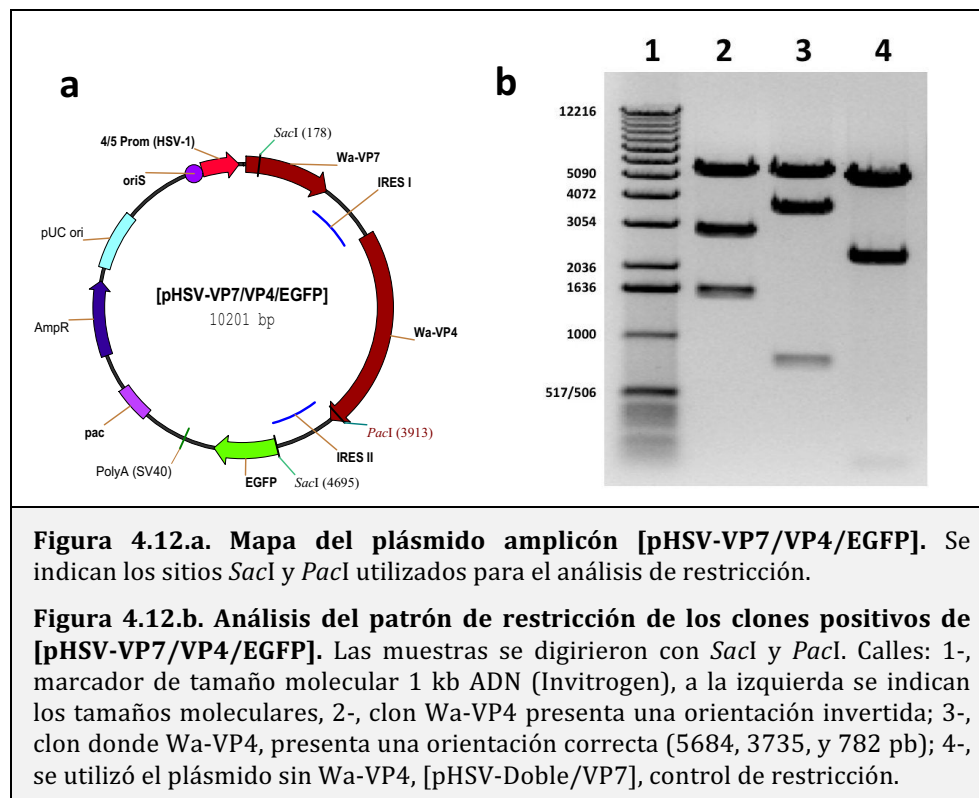 a
4/5 Prom (HSV-1)
SacI (178)
Wa-VP7
oriS
IRES I
pUC ori
[pHSV-VP7/VP4/EGFP]
10201 bp
AmpR
Wa-VP4
pac
PacI (3913)
PolyA (SV40)
IRES II
EGFP
SacI (4695)
b
1 2 3 4
12216
5090
4072
3054
2036
1636
1000
517/506
Figura 4.12.a. Mapa del plásmido amplicón [pHSV-VP7/VP4/EGFP]. Se
indican los sitios SacI y PacI utilizados para el análisis de restricción.
Figura 4.12.b. Análisis del patrón de restricción de los clones positivos de
[pHSV-VP7/VP4/EGFP]. Las muestras se digirieron con SacI y PacI. Calles: 1-,
marcador de tamaño molecular 1 kb ADN (Invitrogen), a la izquierda se indican
los tamaños moleculares, 2-, clon Wa-VP4 presenta una orientación invertida; 3-,
clon donde Wa-VP4, presenta una orientación correcta (5684, 3735, y 782 pb); 4-,
se utilizó el plásmido sin Wa-VP4, [pHSV-Doble/VP7], control de restricción.